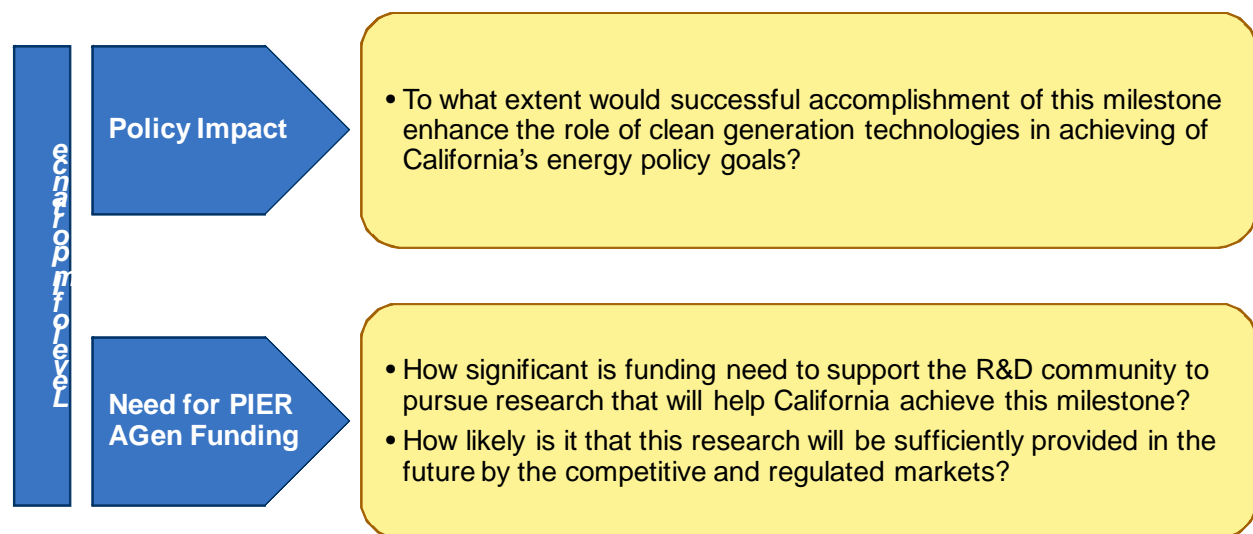 Level of Importance
Policy Impact
• To what extent would successful accomplishment of this milestone
enhance the role of clean generation technologies in achieving of
California’s energy policy goals?
Need for PIER
AGen Funding
• How significant is funding need to support the R&D community to
pursue research that will help California achieve this milestone?
• How likely is it that this research will be sufficiently provided in the
future by the competitive and regulated markets?